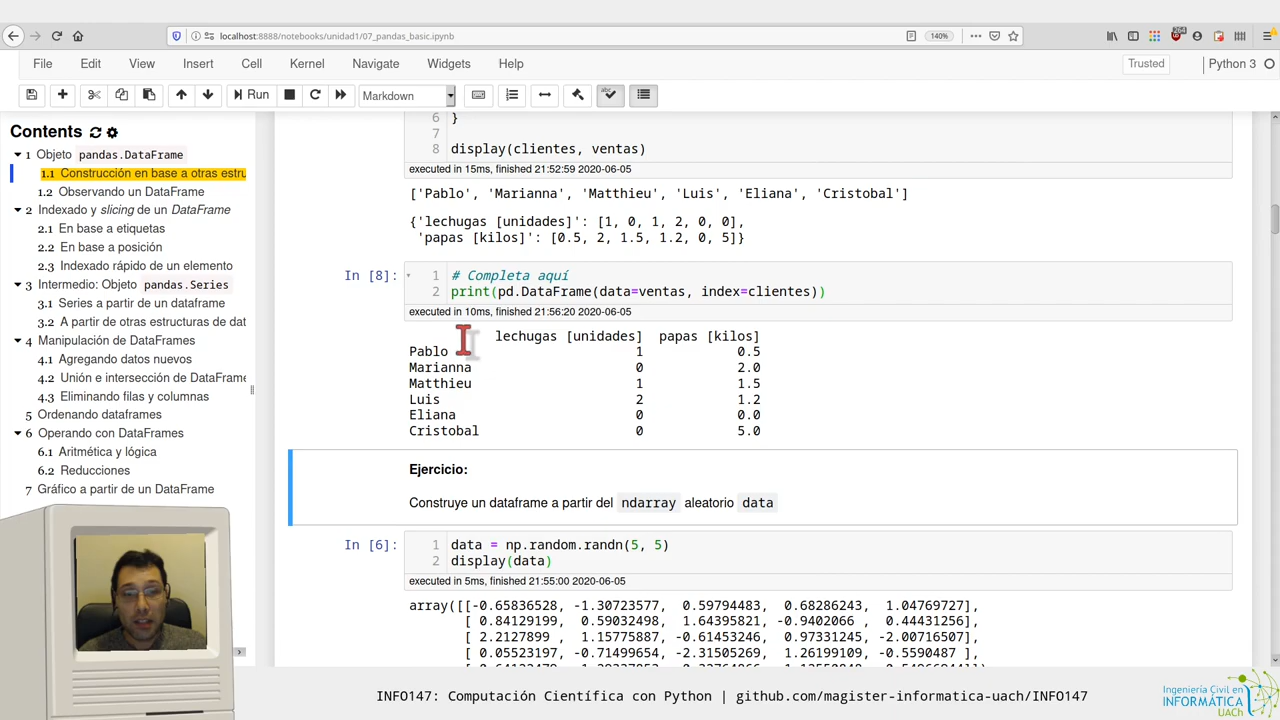 localhost:8888/notebooks/unidad1/07_pandas_basic.ipynb
140%
File Edit View Insert Cell Kernel Navigate Widgets Help
Trusted
Python 3
Run
Markdown
Contents
1 Objeto pandas.DataFrame
1.1 Construcción en base a otras estru
1.2 Observando un DataFrame
2 Indexado y slicing de un DataFrame
2.1 En base a etiquetas
2.2 En base a posición
2.3 Indexado rápido de un elemento
3 Intermedio: Objeto pandas.Series
3.1 Series a partir de un dataframe
3.2 A partir de otras estructuras de dat
4 Manipulación de DataFrames
4.1 Agregando datos nuevos
4.2 Unión e intersección de DataFrame
4.3 Eliminando filas y columnas
5 Ordenando dataframes
6 Operando con DataFrames
6.1 Aritmética y lógica
6.2 Reducciones
7 Gráfico a partir de un DataFrame
6 }
7
8 display(clientes, ventas)
executed in 15ms, finished 21:52:59 2020-06-05
['Pablo', 'Marianna', 'Matthieu', 'Luis', 'Eliana', 'Cristobal']
{'lechugas [unidades]': [1, 0, 1, 2, 0, 0],
'papas [kilos]': [0.5, 2, 1.5, 1.2, 0, 5]}
In [8]:
1 # Completa aquí
2 print(pd.DataFrame(data=ventas, index=clientes))
executed in 10ms, finished 21:56:20 2020-06-05
lechugas [unidades] papas [kilos]
Pablo 1 0.5
Marianna 0 2.0
Matthieu 1 1.5
Luis 2 1.2
Eliana 0 0.0
Cristobal 0 5.0
Ejercicio:
Construye un dataframe a partir del ndarray aleatorio data
In [6]:
1 data = np.random.randn(5, 5)
2 display(data)
executed in 5ms, finished 21:55:00 2020-06-05
array([[-0.65836528, -1.30723577, 0.59794483, 0.68286243, 1.04769727],
[ 0.84129199, 0.59032498, 1.64395821, -0.9402066 , 0.44431256],
[ 2.2127899 , 1.15775887, -0.61453246, 0.97331245, -2.00716507],
[ 0.05523197, -0.71499654, -2.31505269, 1.26199109, -0.5590487 ],
INFO147: Computación Científica con Python | github.com/magister-informatica-uach/INFO147
Ingeniería Civil en
INFORMÁTICA
UACh